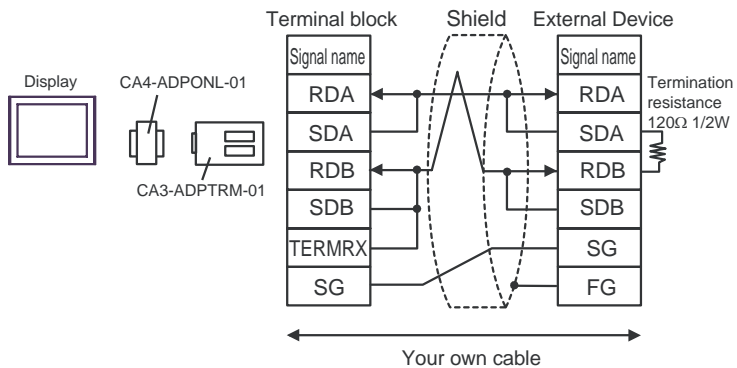 Terminal block
Shield
External Device
Display
CA4-ADPONL-01
CA3-ADPTRM-01
Signal name
RDA
SDA
RDB
SDB
TERMRX
SG
Signal name
RDA
SDA
RDB
SDB
SG
FG
Termination
resistance
120Ω 1/2W
Your own cable